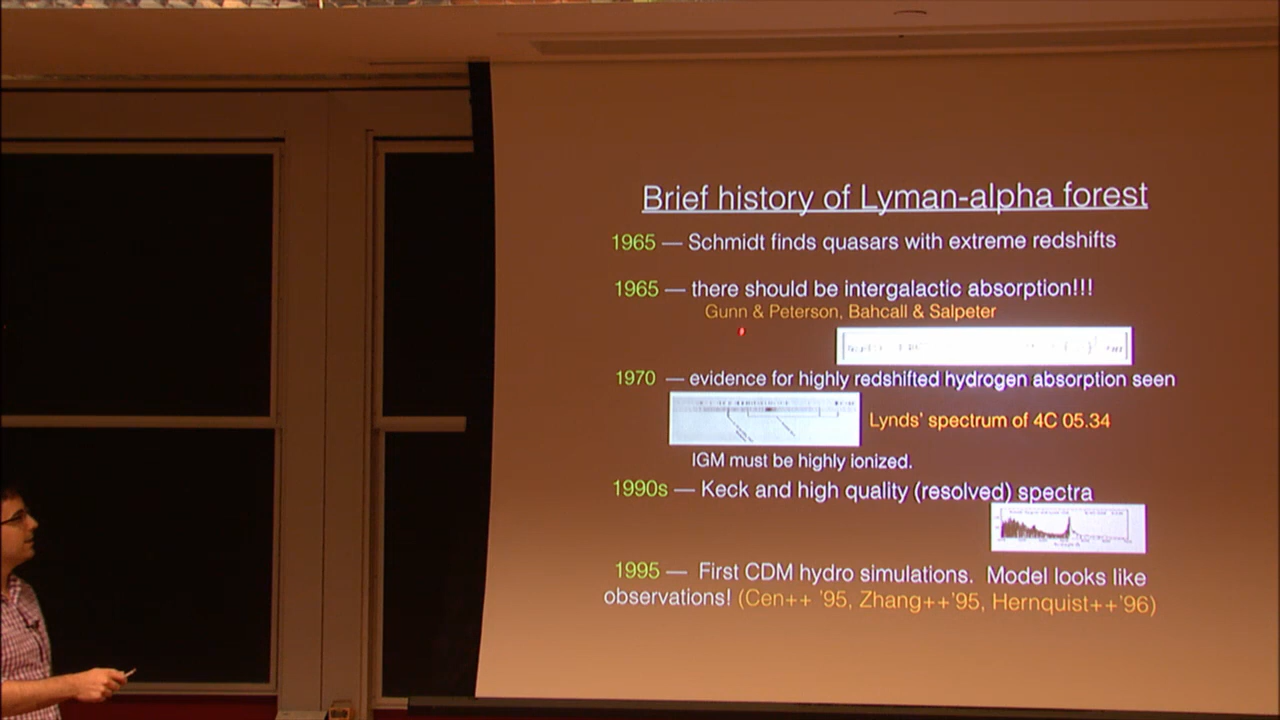 Brief history of Lyman-alpha forest
1965 — Schmidt finds quasars with extreme redshifts
1965 — there should be intergalactic absorption!!!
Gunn & Peterson, Bahcall & Salpeter
1970 — evidence for highly redshifted hydrogen absorption seen
Lynds' spectrum of 4C 05.34
IGM must be highly ionized.
1990s — Keck and high quality (resolved) spectra
1995 — First CDM hydro simulations. Model looks like
observations! (Cen++ '95, Zhang++'95, Hernquist++'96)